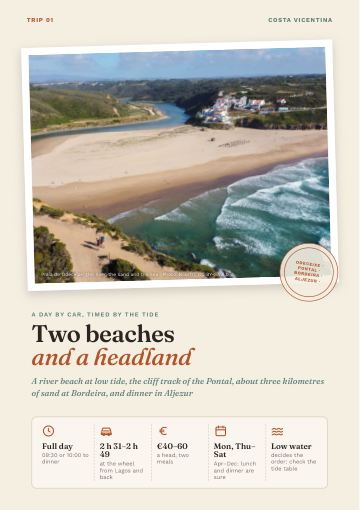 TRIP 01
COSTA VICENTINA
ODECEIXE ·
PONTAL ·
BORDEIRA ·
ALJEZUR ·
A DAY BY CAR, TIMED BY THE TIDE
Two beaches
and a headland
A river beach at low tide, the cliff track of the Pontal, about three kilometres
of sand at Bordeira, and dinner in Aljezur
Full day
09:30 or 10:00 to
dinner
2 h 31–2 h
49
at the wheel
from Lagos and
back
€40–60
a head, two
meals
Mon, Thu–
Sat
Apr–Dec: lunch
and dinner are
sure
Low water
decides the
order: check the
tide table